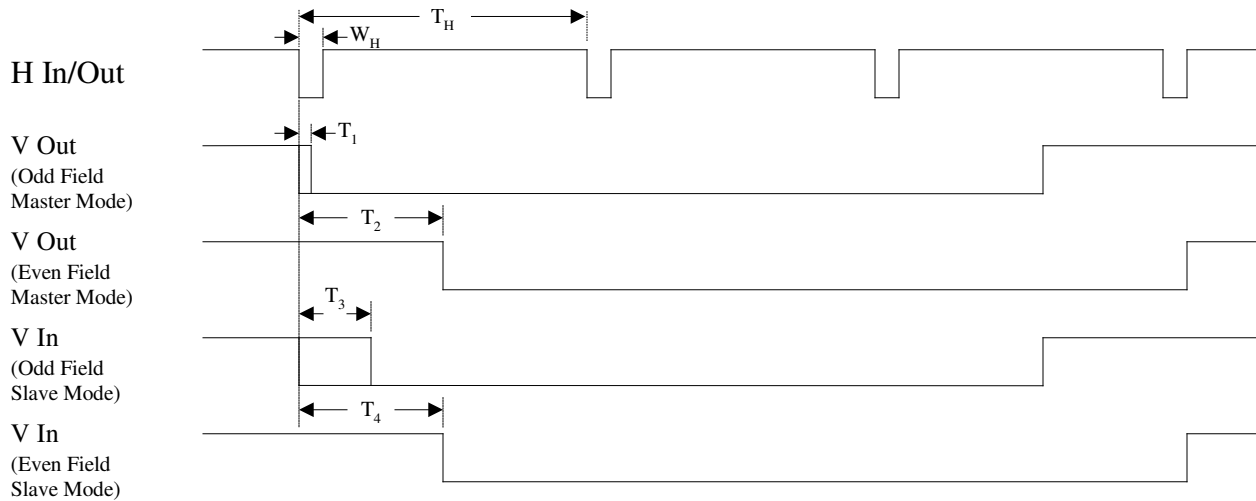 T_H
W_H
H In/Out
T_1
V Out
(Odd Field
Master Mode)
T_2
V Out
(Even Field
Master Mode)
T_3
V In
(Odd Field
Slave Mode)
T_4
V In
(Even Field
Slave Mode)